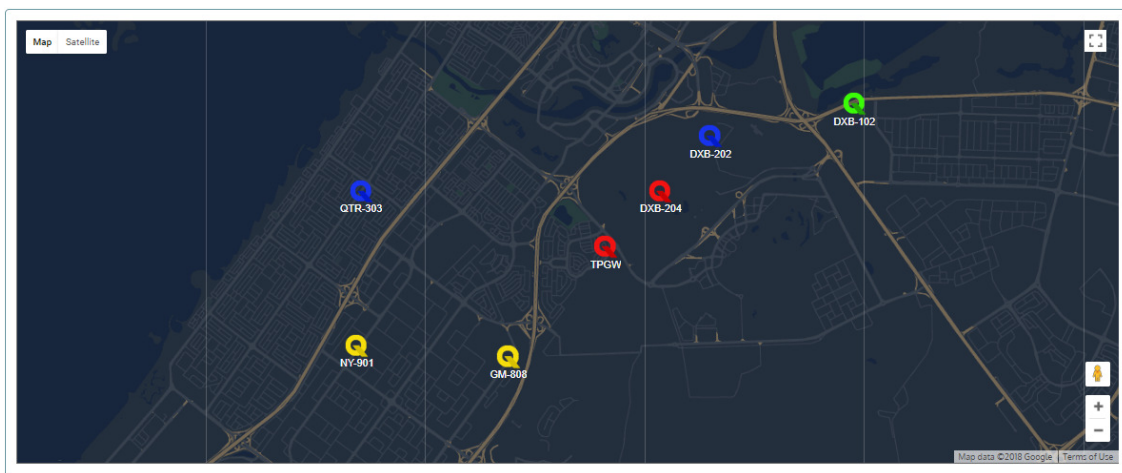 Map Satellite
DXB-102
DXB-202
QTR-303
DXB-204
TPGW
NY-901
GM-808
+
−
Map data ©2018 Google Terms of Use